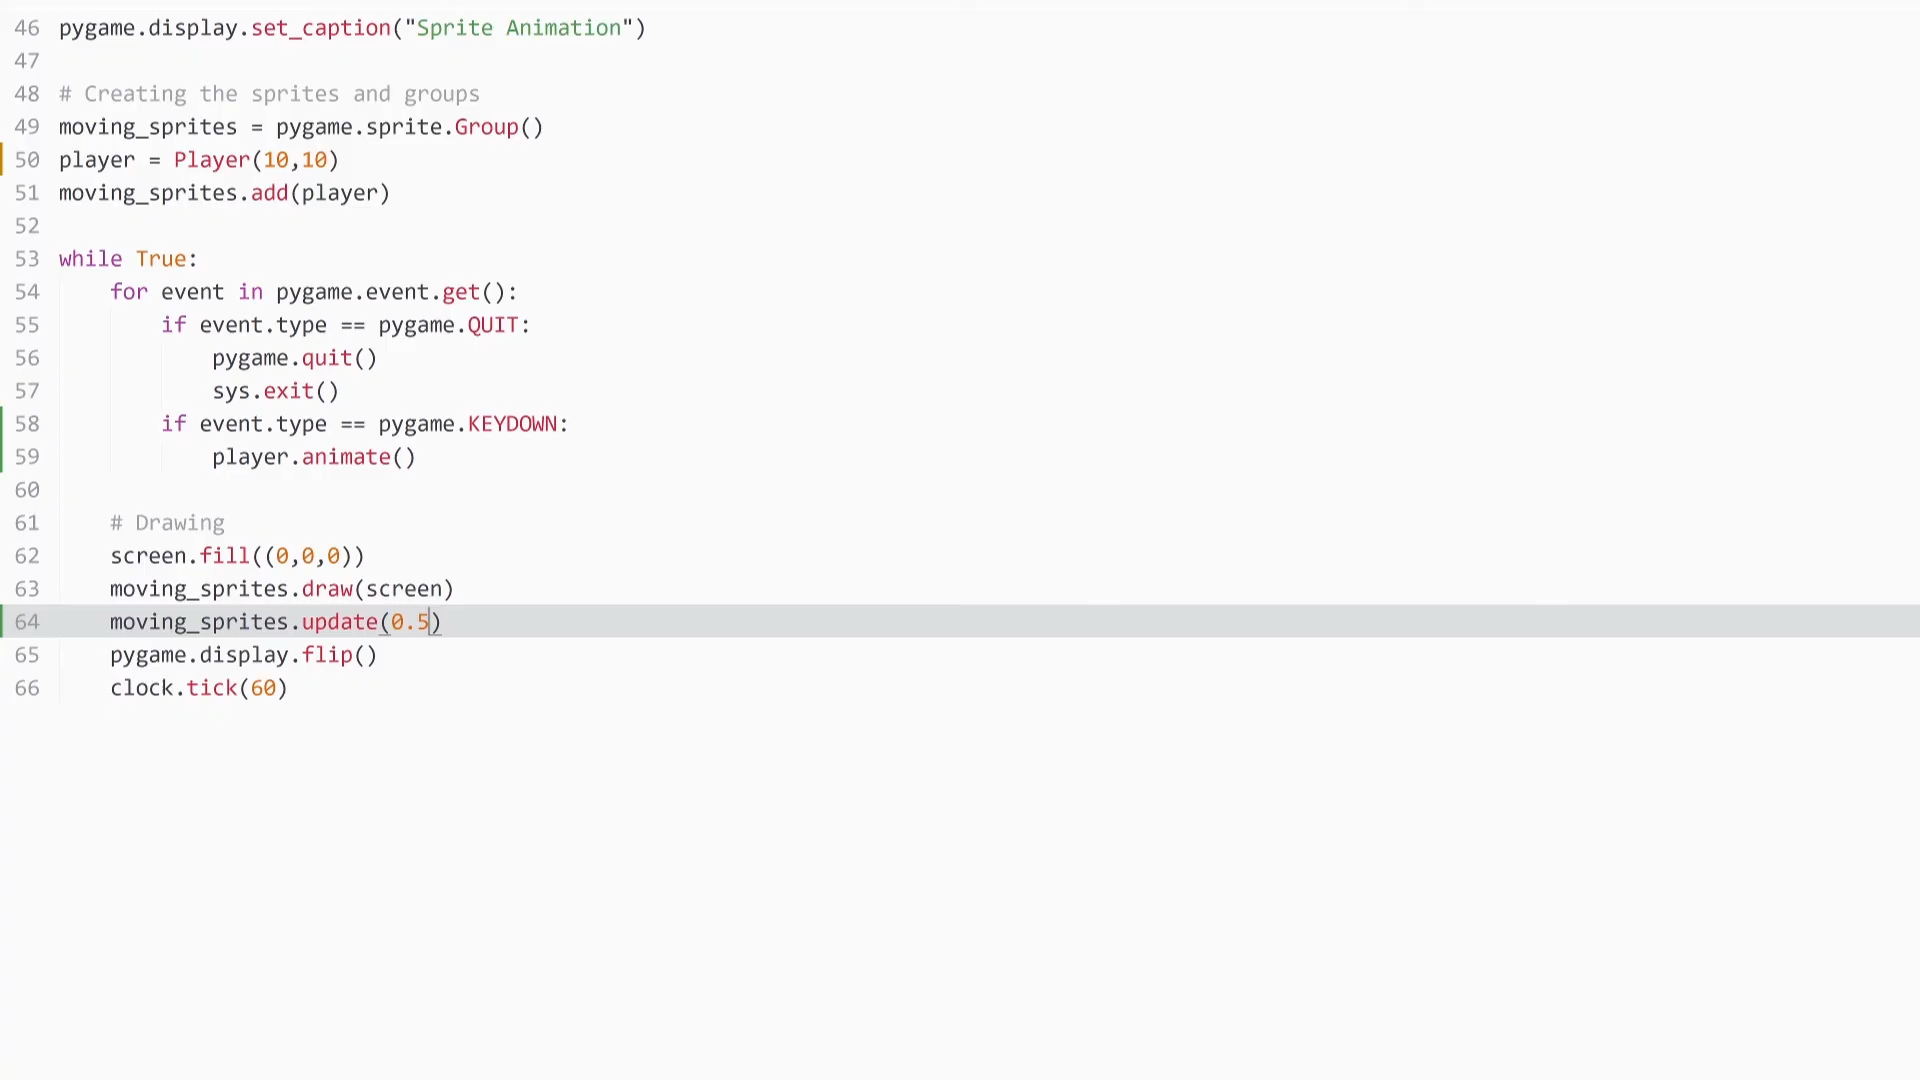 46 pygame.display.set_caption("Sprite Animation")
47
48 # Creating the sprites and groups
49 moving_sprites = pygame.sprite.Group()
50 player = Player(10,10)
51 moving_sprites.add(player)
52
53 while True:
54     for event in pygame.event.get():
55         if event.type == pygame.QUIT:
56             pygame.quit()
57             sys.exit()
58         if event.type == pygame.KEYDOWN:
59             player.animate()
60
61     # Drawing
62     screen.fill((0,0,0))
63     moving_sprites.draw(screen)
64     moving_sprites.update(0.5)
65     pygame.display.flip()
66     clock.tick(60)